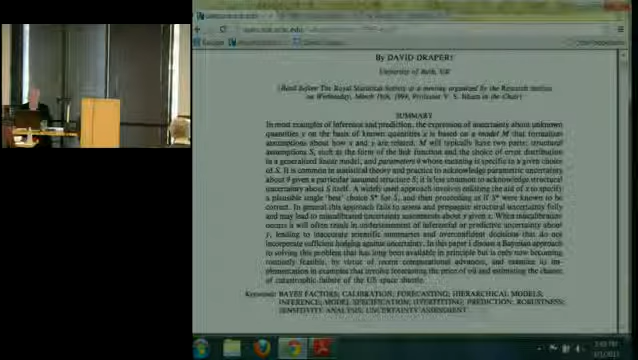 By DAVID DRAPER†
University of Bath, UK
[Read before The Royal Statistical Society at a meeting organized by the Research Section
on Wednesday, March 16th, Professor V. S. Isham in the Chair]
SUMMARY
In most examples of inference and prediction, the expression of uncertainty about unknown
quantities y on the basis of known quantities x is based on a model M that formalizes
assumptions about how x and y are related. M will typically have two parts: structural
assumptions S, such as the form of the link function and the choice of error distribution
in a generalized linear model, and parameters θ whose meaning is specific to a given choice
of S. It is common in statistical theory and practice to acknowledge parametric uncertainty
about θ given a particular assumed structure S; it is less common to acknowledge structural
uncertainty about S itself. A widely used approach involves enlisting the aid of x to specify
a plausible single 'best' choice S* for S, and then proceeding as if S* were known to be
correct. In general this approach fails to assess and propagate structural uncertainty fully
and may lead to miscalibrated uncertainty assessments about y given x. When miscalibration
occurs it will often result in understatement of inferential or predictive uncertainty about
y, leading to inaccurate scientific summaries and overconfident decisions that do not
incorporate sufficient hedging against uncertainty. In this paper I discuss a Bayesian approach
to solving this problem that has long been available in principle but is only now becoming
routinely feasible, by virtue of recent computational advances, and examine its im-
plementation in examples that involve forecasting the price of oil and estimating the chance
of catastrophic failure of the US space shuttle.
Keywords: BAYES FACTORS; CALIBRATION; FORECASTING; HIERARCHICAL MODELS;
INFERENCE; MODEL SPECIFICATION; OVERFITTING; PREDICTION; ROBUSTNESS;
SENSITIVITY ANALYSIS; UNCERTAINTY ASSESSMENT